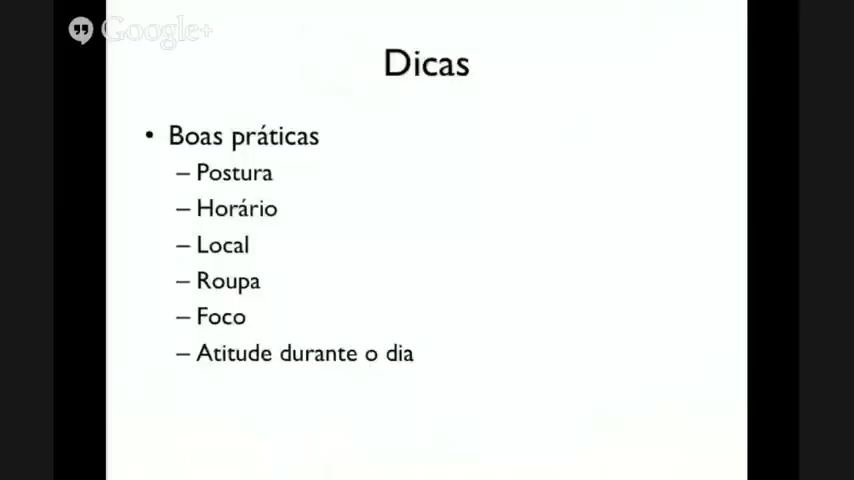 Google+
Dicas
• Boas práticas
– Postura
– Horário
– Local
– Roupa
– Foco
– Atitude durante o dia